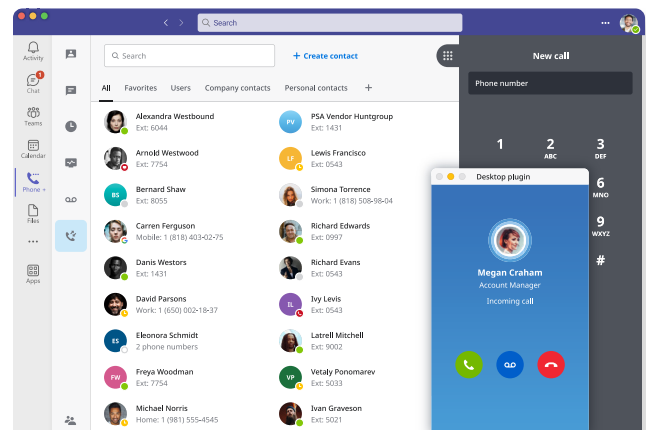 Search
Activity
1
Chat
Teams
Calendar
Phone +
Files
Apps
Search
+ Create contact
All Favorites Users Company contacts Personal contacts +
Alexandra Westbound
Ext: 6044
PV
PSA Vendor Huntgroup
Ext: 1431
Arnold Westwood
Ext: 7754
LF
Lewis Francisco
Ext: 0543
BS
Bernard Shaw
Ext: 8055
Simona Torrence
Work: 1 (818) 508-98-04
Carren Ferguson
Mobile: 1 (818) 403-02-75
Richard Edwards
Ext: 0997
Danis Westors
Ext: 1431
Richard Evans
Ext: 0543
David Parsons
Work: 1 (650) 002-18-37
IL
Ivy Levis
Ext: 0543
ES
Eleonora Schmidt
2 phone numbers
Latrell Mitchell
Ext: 9002
FW
Freya Woodman
Ext: 7754
VP
Vetaly Ponomarev
Ext: 5033
Michael Norris
Home: 1 (981) 555-4545
Ivan Graveson
Ext: 5021
New call
Phone number
1 2 3
ABC DEF
6
MNO
9
WXYZ
#
Desktop plugin
Megan Craham
Account Manager
Incoming call